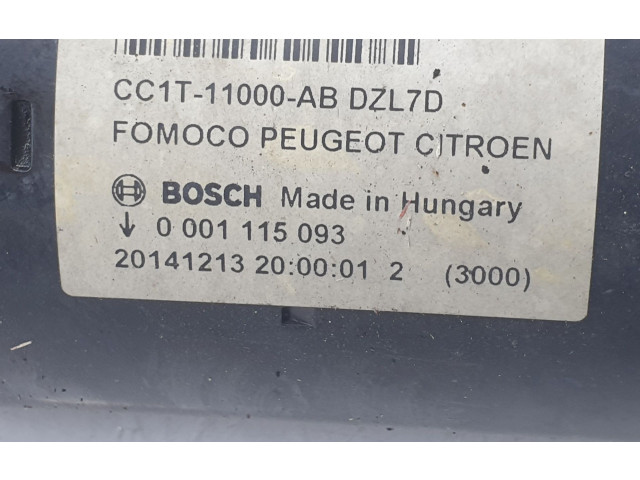 CC1T-11000-AB DZL7D
FOMOCO PEUGEOT CITROEN
BOSCH Made in Hungary
0 001 115 093
20141213 20:00:01 2 (3000)